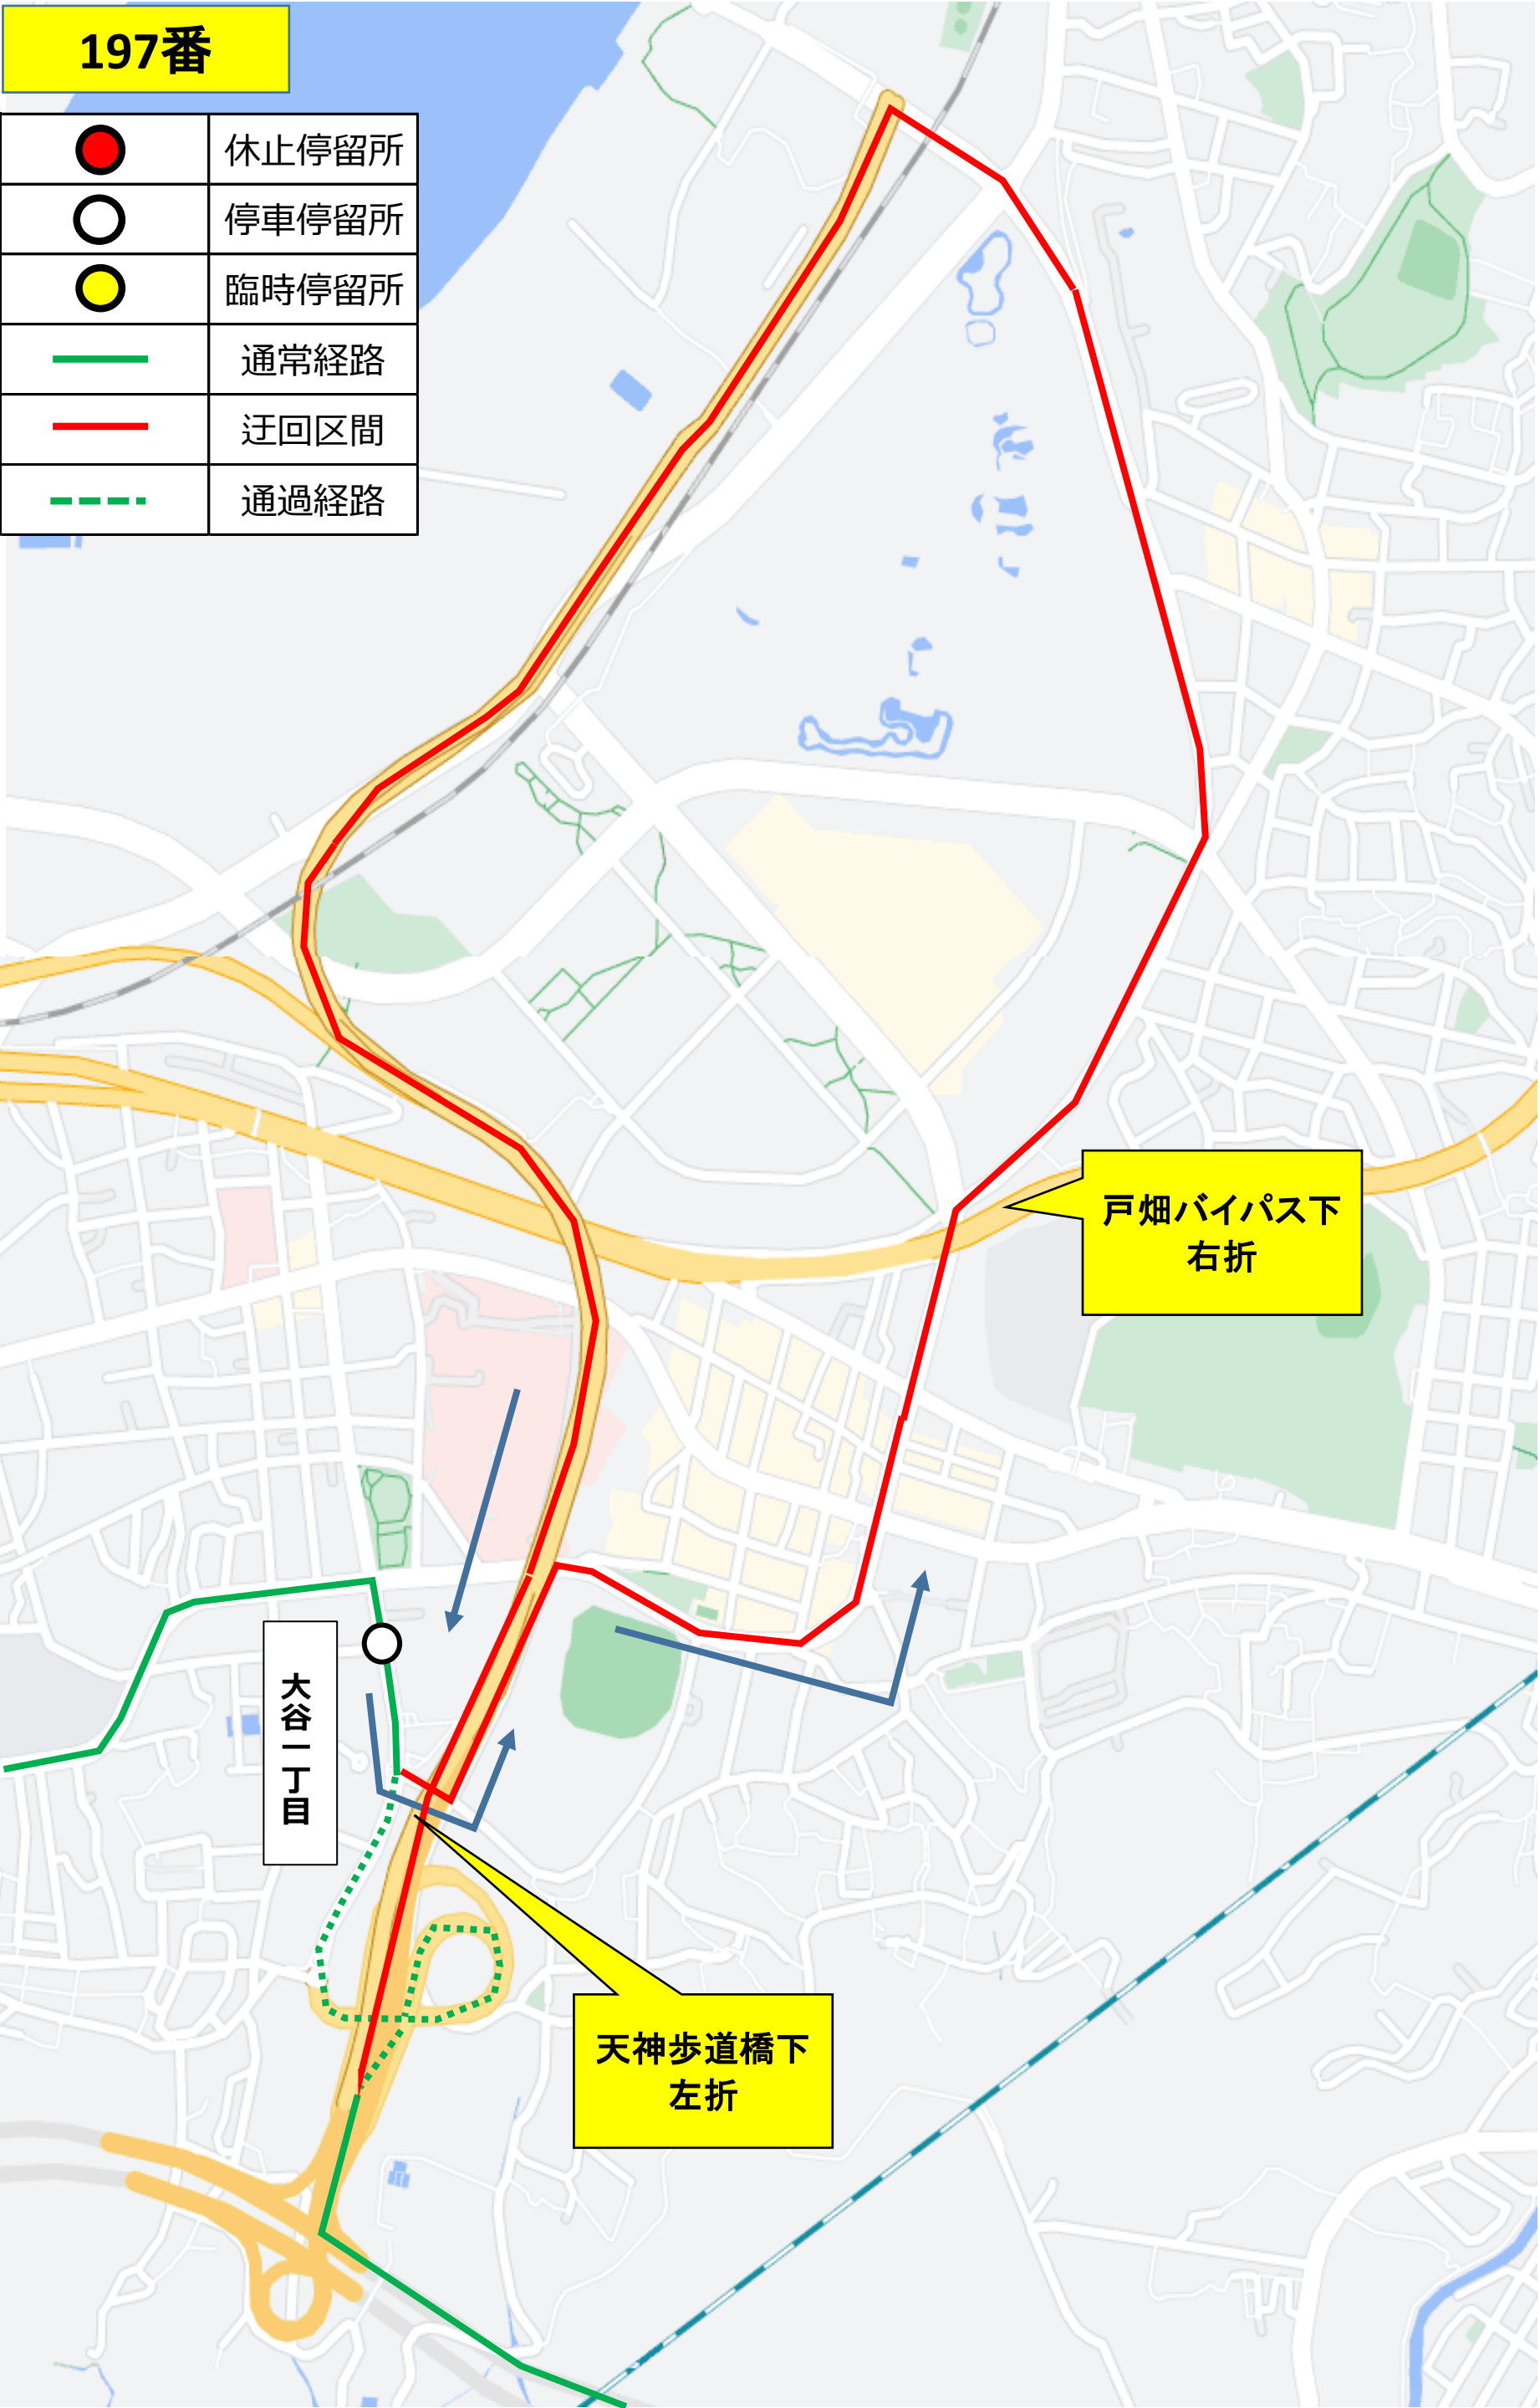 197番
休止停留所
停車停留所
臨時停留所
通常経路
迂回区間
通過経路
戸畑バイパス下
右折
大谷一丁目
天神歩道橋下
左折